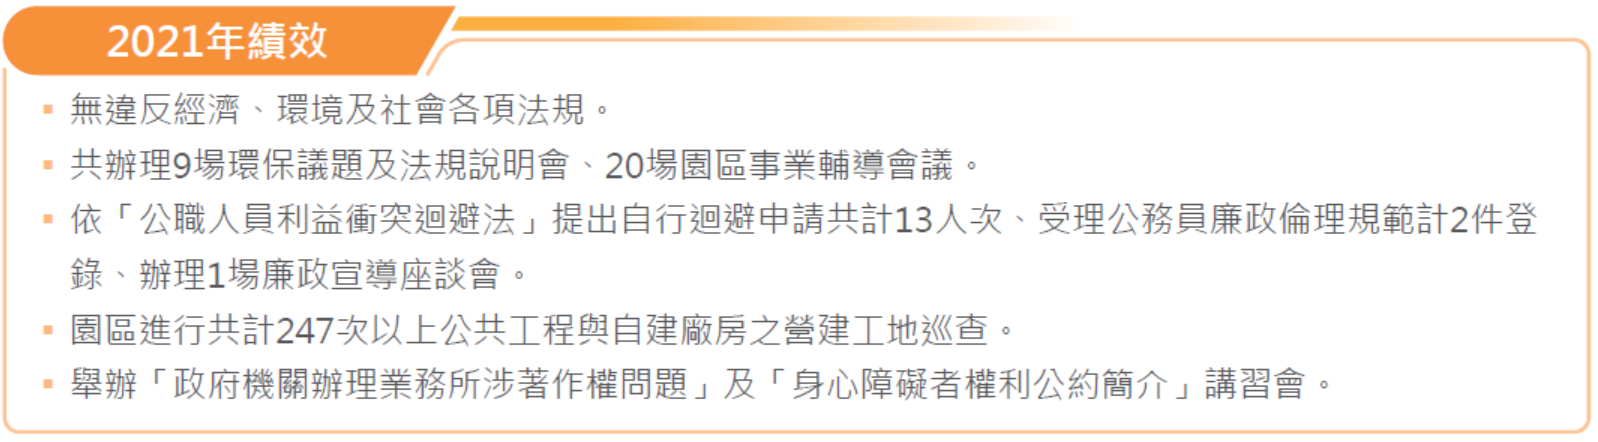 2021年績效
▪ 無違反經濟、環境及社會各項法規。
▪ 共辦理9場環保議題及法規說明會、20場園區事業輔導會議。
▪ 依「公職人員利益衝突迴避法」提出自行迴避申請共計13人次、受理公務員廉政倫理規範計2件登
錄、辦理1場廉政宣導座談會。
▪ 園區進行共計247次以上公共工程與自建廠房之營建工地巡查。
▪ 舉辦「政府機關辦理業務所涉著作權問題」及「身心障礙者權利公約簡介」講習會。